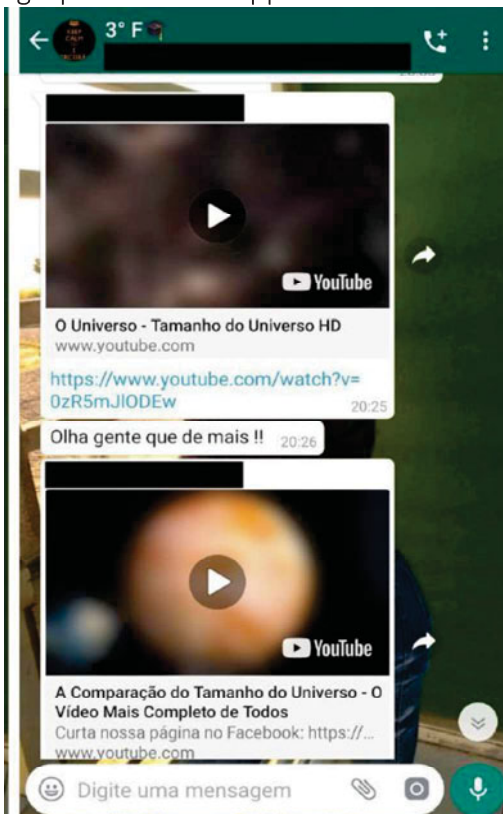 3° F
YouTube
O Universo - Tamanho do Universo HD
www.youtube.com
https://www.youtube.com/watch?v=
0zR5mJlODEw
20:25
Olha gente que de mais !! 20:26
YouTube
A Comparação do Tamanho do Universo - O
Vídeo Mais Completo de Todos
Curta nossa página no Facebook: https://...
www.youtube.com
Digite uma mensagem